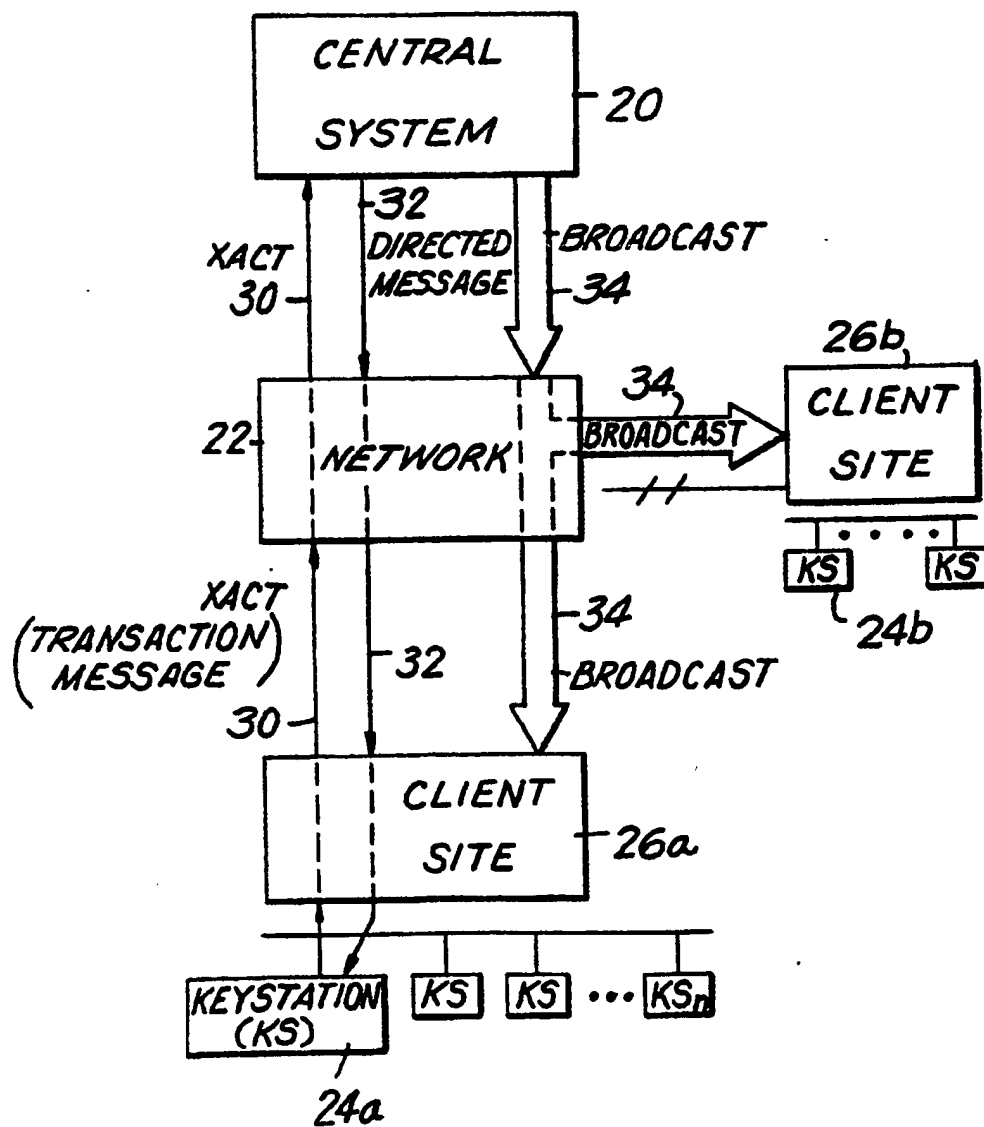 CENTRAL
SYSTEM
20
32
XACT
30
DIRECTED
MESSAGE
BROADCAST
34
26b
22
NETWORK
34
BROADCAST
CLIENT
SITE
KS
KS
24b
XACT
(TRANSACTION
MESSAGE)
30
32
34
BROADCAST
CLIENT
SITE
26a
KEYSTATION
(KS)
KS
KS
KSn
24a